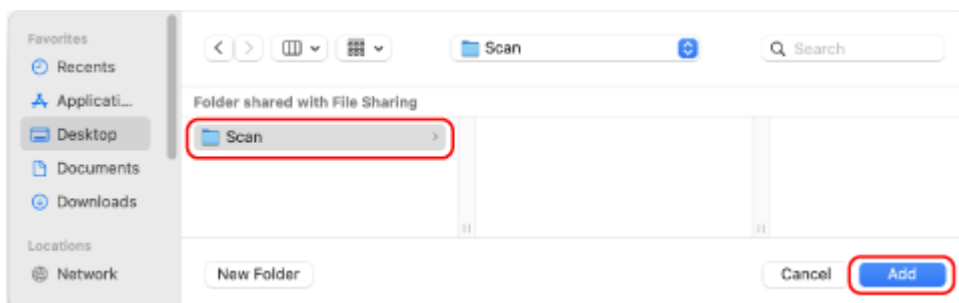 Favorites
Recents
Applicati...
Desktop
Documents
Downloads
Locations
Network
Scan
Search
Folder shared with File Sharing
Scan
New Folder
Cancel
Add